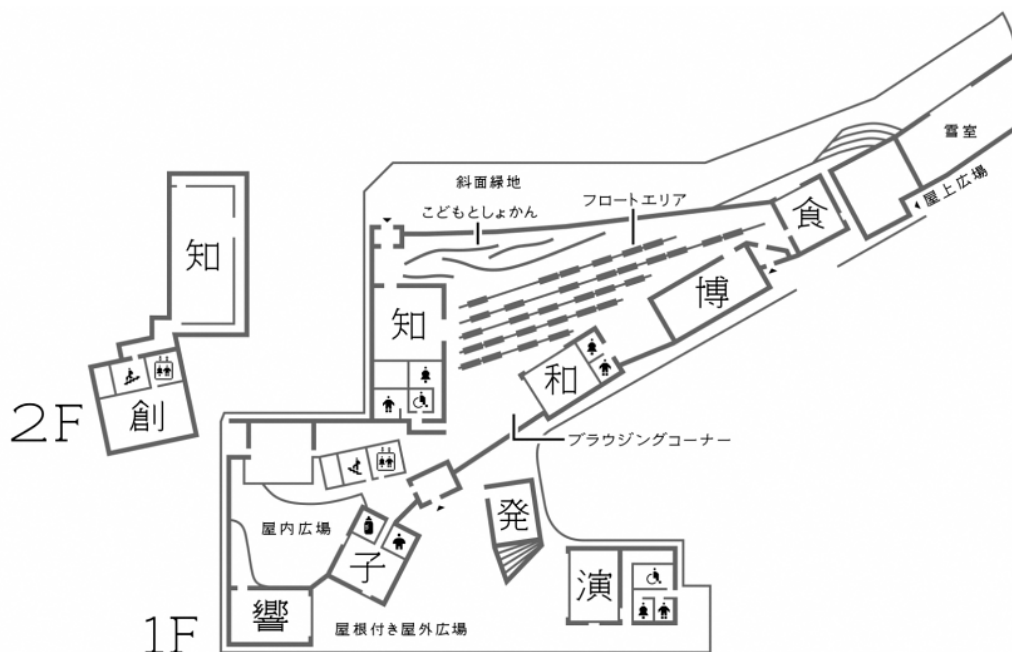 雪室
屋上広場
斜面緑地
フロートエリア
こどもとしょかん
食
知
博
知
和
2F
創
ブラウジングコーナー
発
屋内広場
子
演
響
屋根付き屋外広場
1F